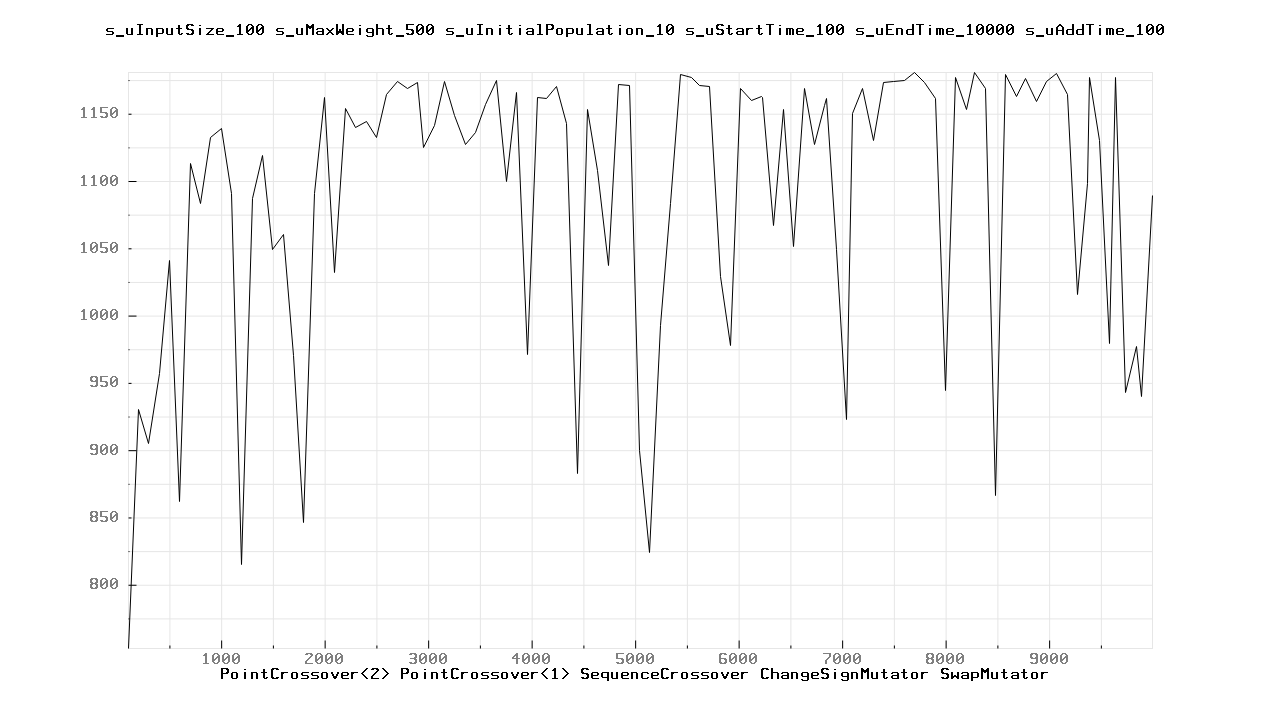 s_uInputSize_100 s_uMaxWeight_500 s_uInitialPopulation_10 s_uStartTime_100 s_uEndTime_10000 s_uAddTime_100
1150
1100
1050
1000
950
900
850
800
1000 2000 3000 4000 5000 6000 7000 8000 9000
PointCrossover<2> PointCrossover<1> SequenceCrossover ChangeSignMutator SwapMutator